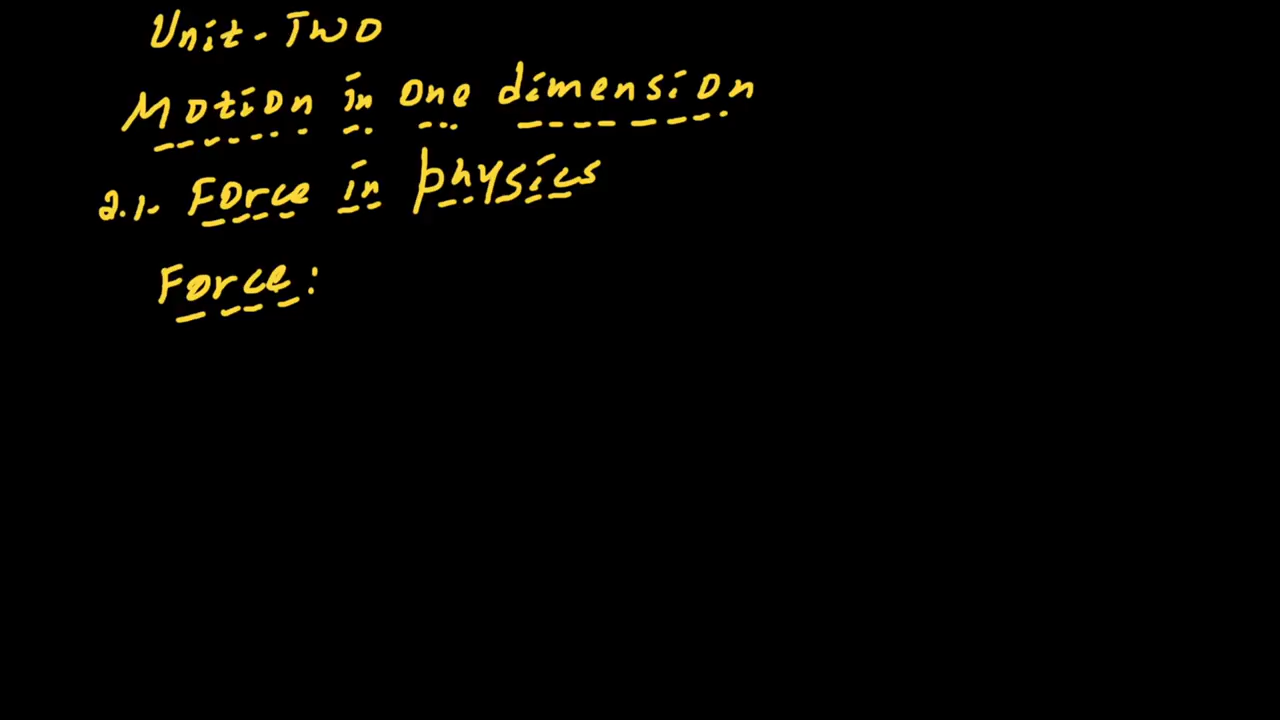 Unit - Two
Motion in one dimension
2.1- Force in physics
Force: